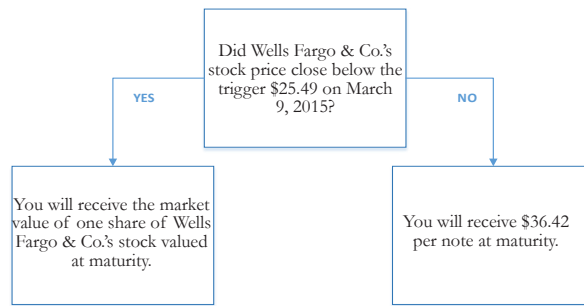 Did Wells Fargo & Co.'s
stock price close below the
trigger $25.49 on March
9, 2015?
YES
NO
You will receive the market
value of one share of Wells
Fargo & Co.'s stock valued
at maturity.
You will receive $36.42
per note at maturity.